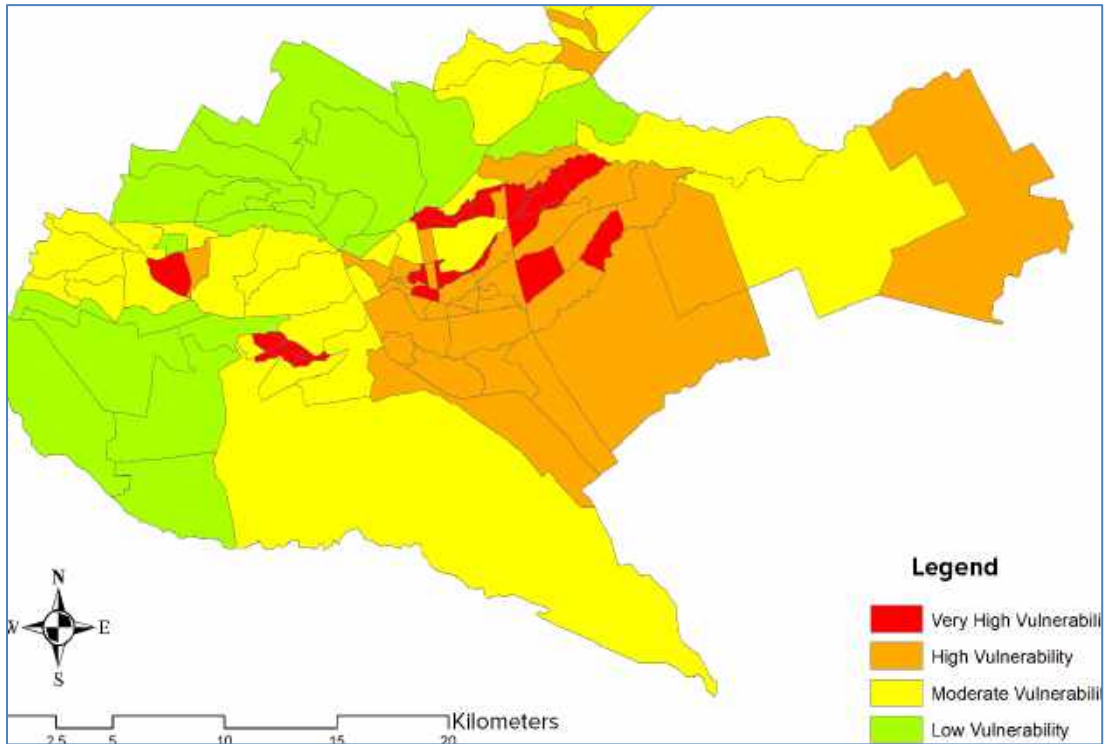 N
W E
S
Legend
Very High Vulnerabili
High Vulnerability
Moderate Vulnerabili
Low Vulnerability
Kilometers
2.5 5 10 15 20